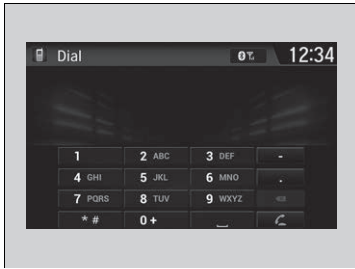 Dial 12:34
1 2 ABC 3 DEF -
4 GHI 5 JKL 6 MNO .
7 PQRS 8 TUV 9 WXYZ
* # 0 +